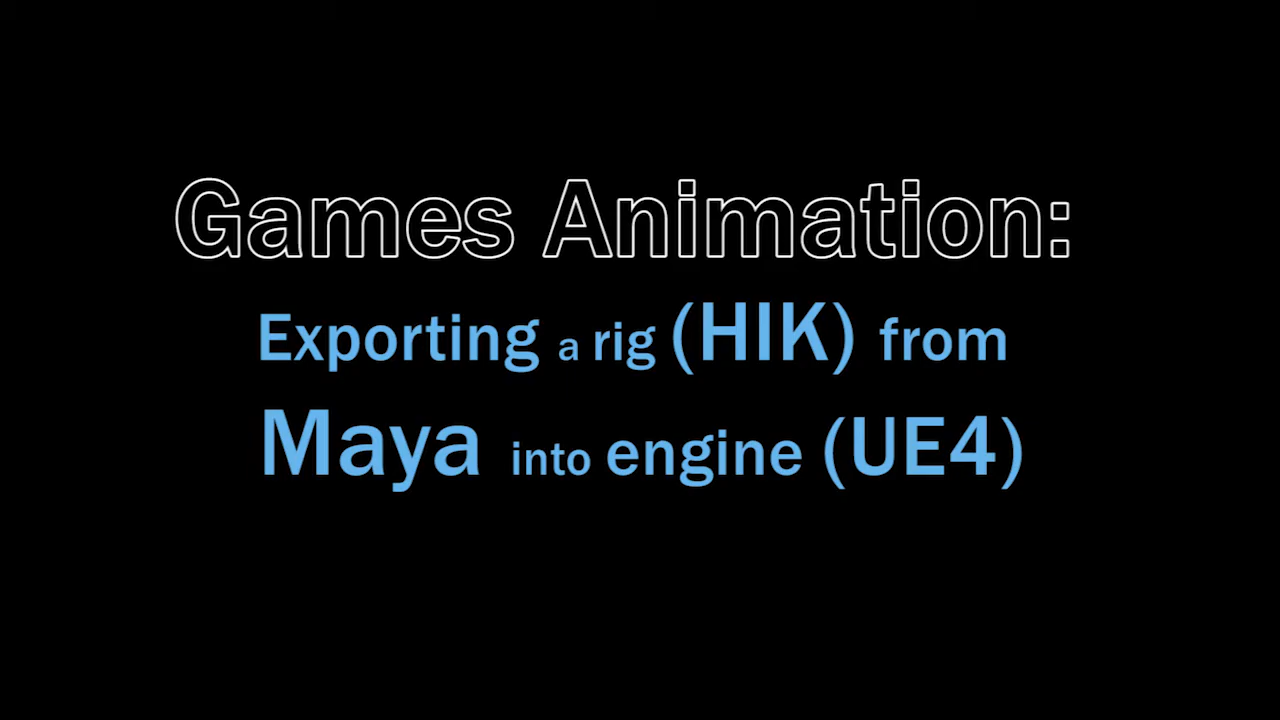 Games Animation:
Exporting a rig (HIK) from
Maya into engine (UE4)